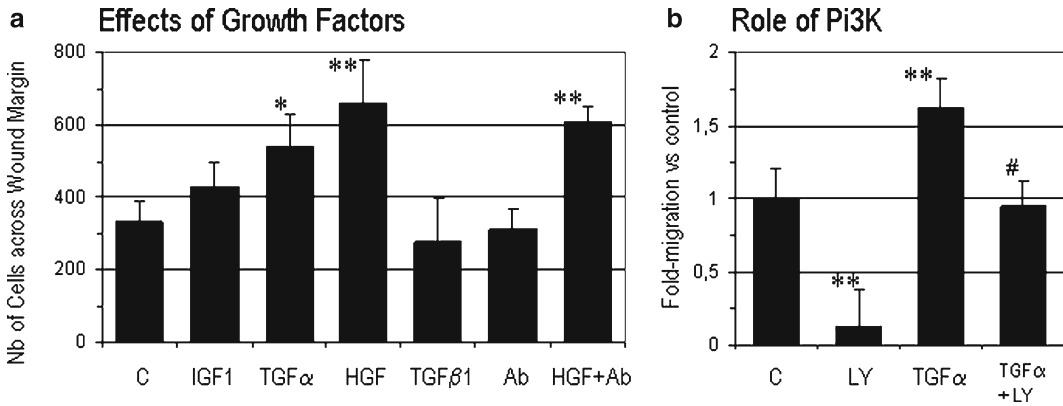 a Effects of Growth Factors
Nb of Cells across Wound Margin
800
600
400
200
0
*
**
**
C IGF1 TGFα HGF TGFβ1 Ab HGF+Ab
b Role of Pi3K
Fold-migration vs control
2
1,5
1
0,5
0
**
**
#
C LY TGFα TGFα
+LY